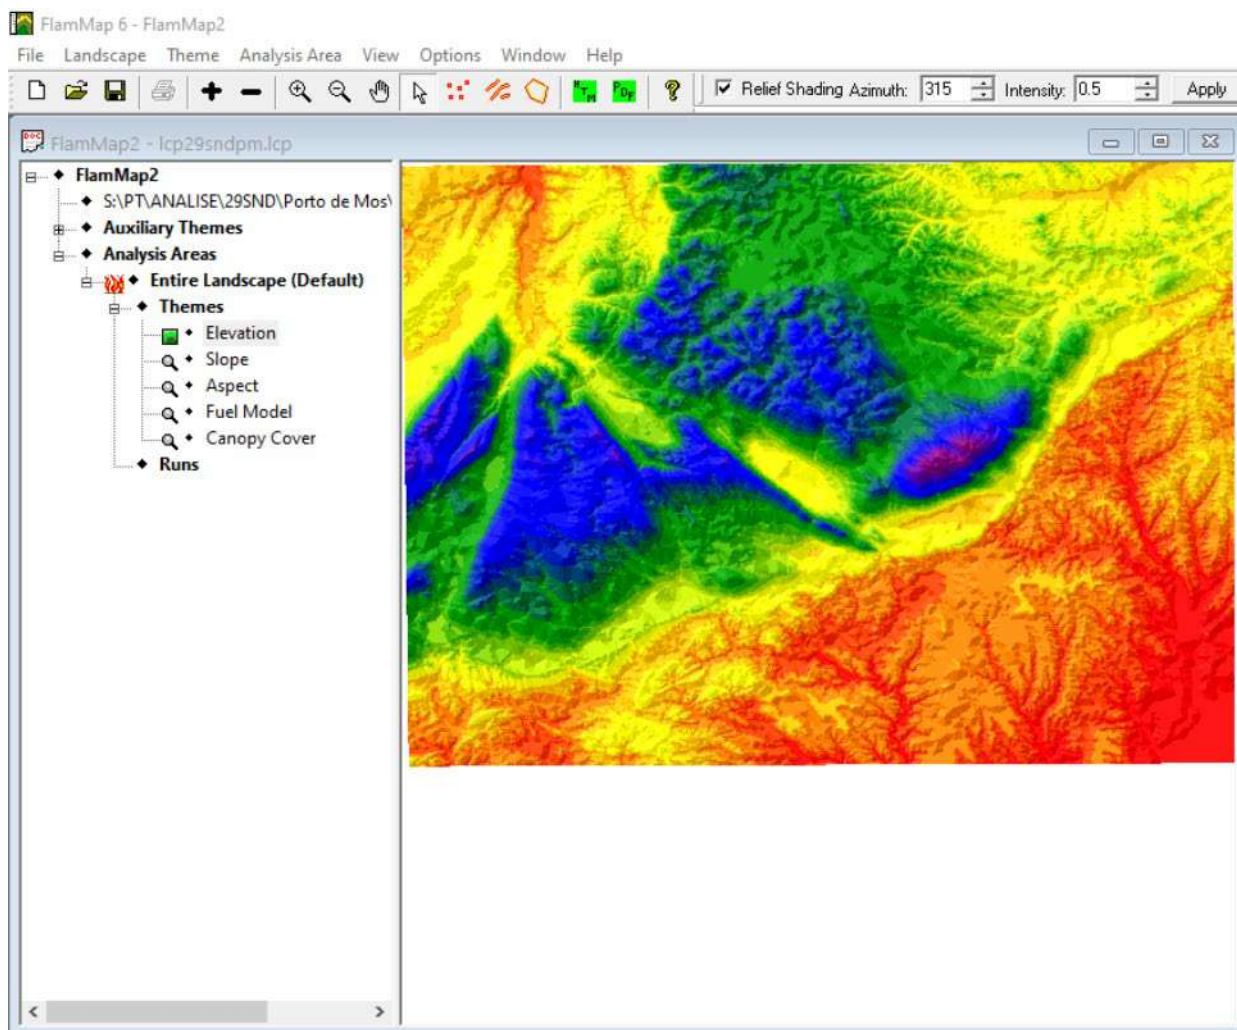 FlamMap 6 - FlamMap2
File Landscape Theme Analysis Area View Options Window Help
HTM PDF ? Relief Shading Azimuth: 315 Intensity: 0.5 Apply
FlamMap2 - lcp29sndpm.lcp
FlamMap2
S:\PT\ANALISE\29SND\Porto de Mos\
Auxiliary Themes
Analysis Areas
Entire Landscape (Default)
Themes
Elevation
Slope
Aspect
Fuel Model
Canopy Cover
Runs